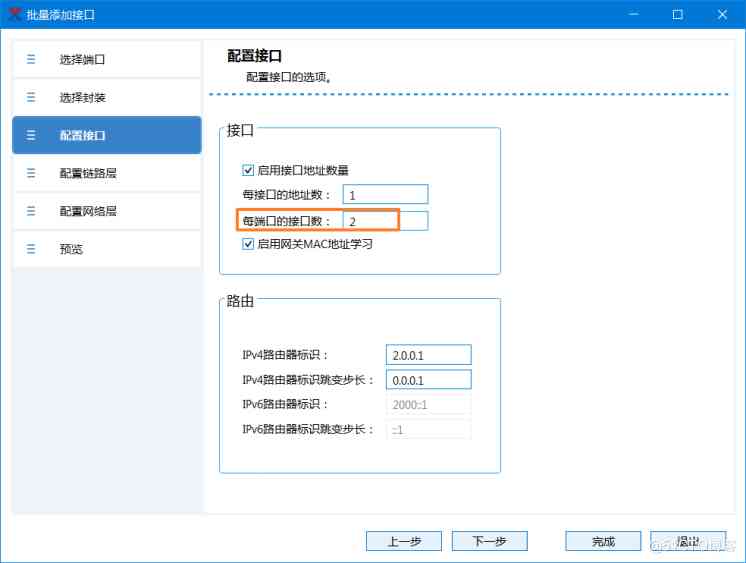 批量添加接口
选择端口
选择封装
配置接口
配置链路层
配置网络层
预览
配置接口
配置接口的选项。
接口
启用接口地址数量
每接口的地址数： 1
每端口的接口数： 2
启用网关MAC地址学习
路由
IPv4路由器标识： 2.0.0.1
IPv4路由器标识跳变步长： 0.0.0.1
IPv6路由器标识： 2000::1
IPv6路由器标识跳变步长： ::1
上一步 下一步 完成 退出